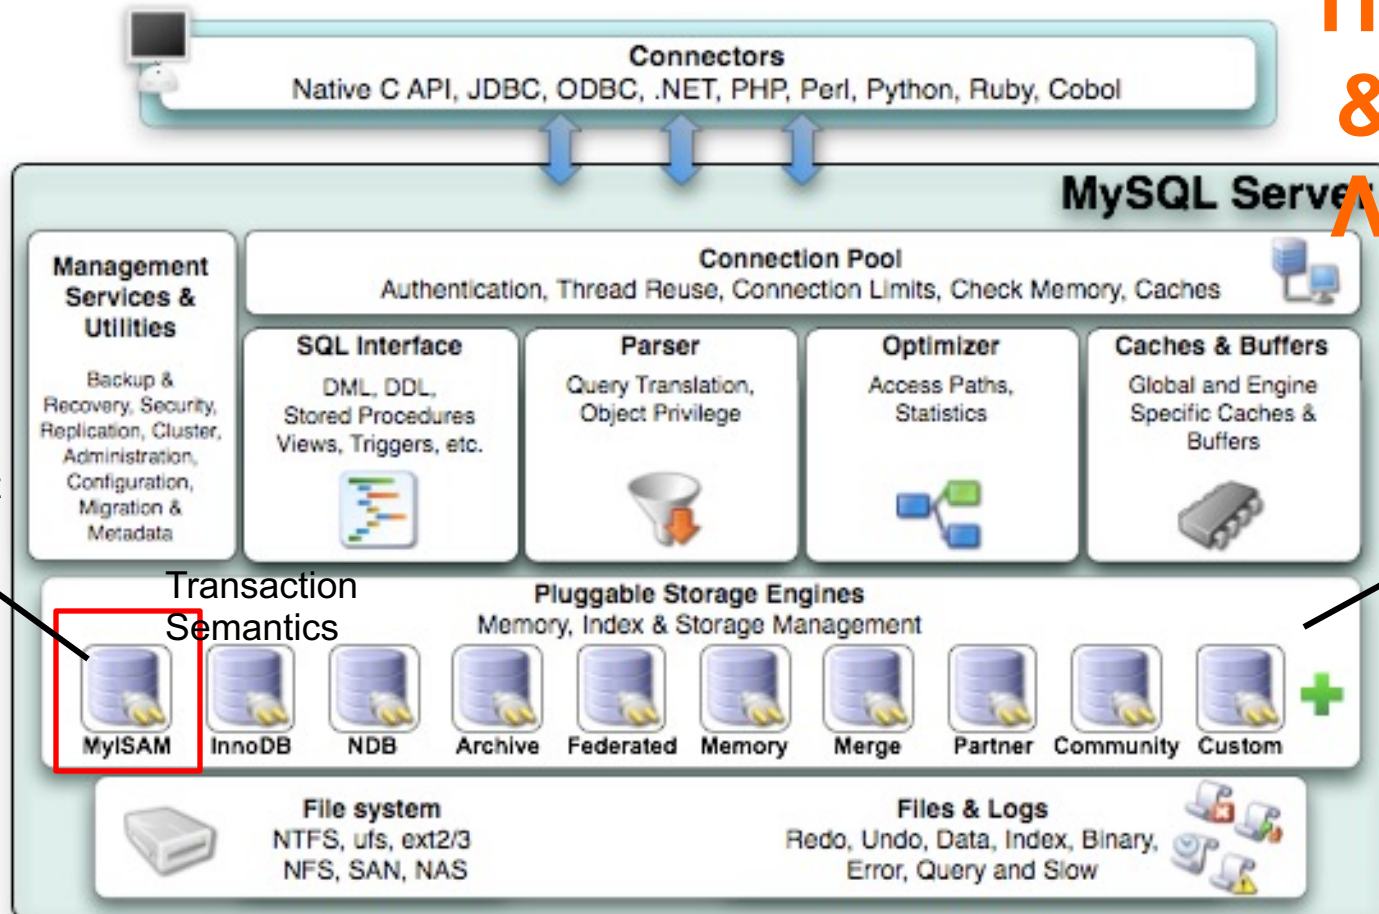 Connectors
Native C API, JDBC, ODBC, .NET, PHP, Perl, Python, Ruby, Cobol
&
MySQL Server
Management
Services &
Utilities
Backup &
Recovery, Security,
Replication, Cluster,
Administration,
Configuration,
Migration &
Metadata
Connection Pool
Authentication, Thread Reuse, Connection Limits, Check Memory, Caches
SQL Interface
DML, DDL,
Stored Procedures
Views, Triggers, etc.
Parser
Query Translation,
Object Privilege
Optimizer
Access Paths,
Statistics
Caches & Buffers
Global and Engine
Specific Caches &
Buffers
Transaction
Semantics
Pluggable Storage Engines
Memory, Index & Storage Management
MyISAM InnoDB NDB Archive Federated Memory Merge Partner Community Custom
File system
NTFS, ufs, ext2/3
NFS, SAN, NAS
Files & Logs
Redo, Undo, Data, Index, Binary,
Error, Query and Slow